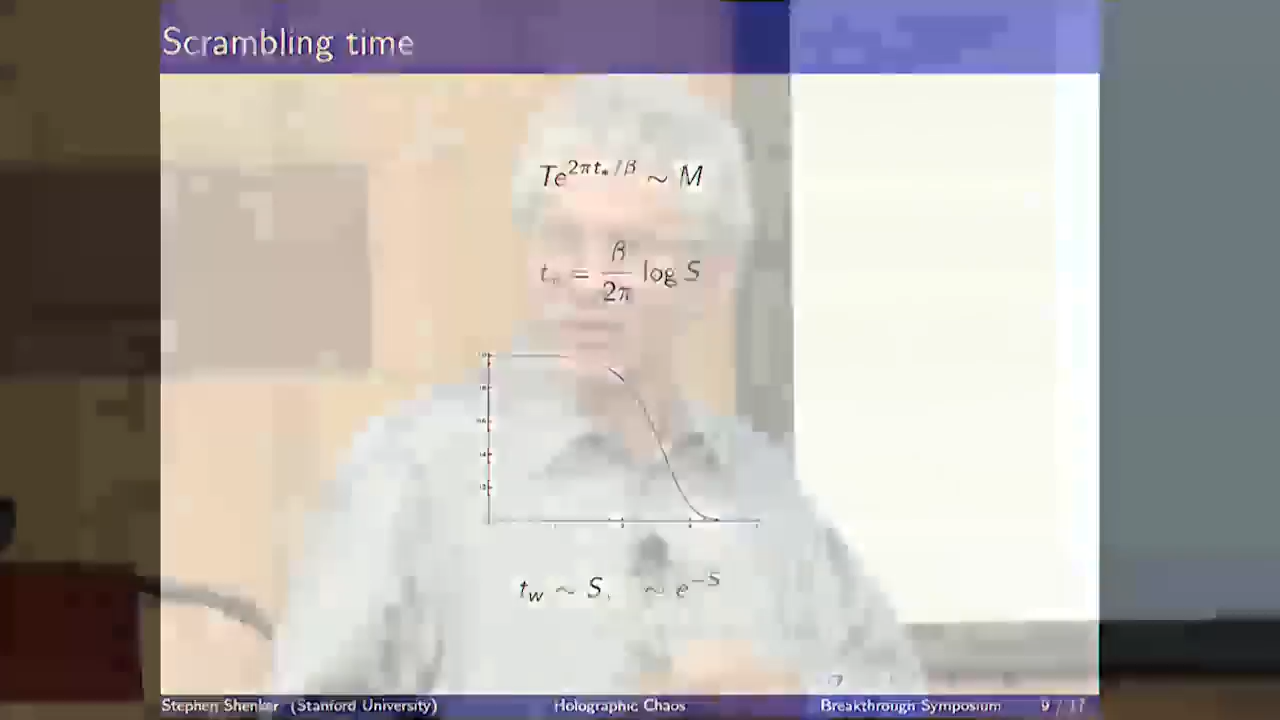 Scrambling time
Te^{2πt_*/β} ~ M
t_* = β/2π log S
t_W ~ S,   ~ e^{-S}
Stephen Shenker (Stanford University)   Holographic Chaos   Breakthrough Symposium   9 / 17